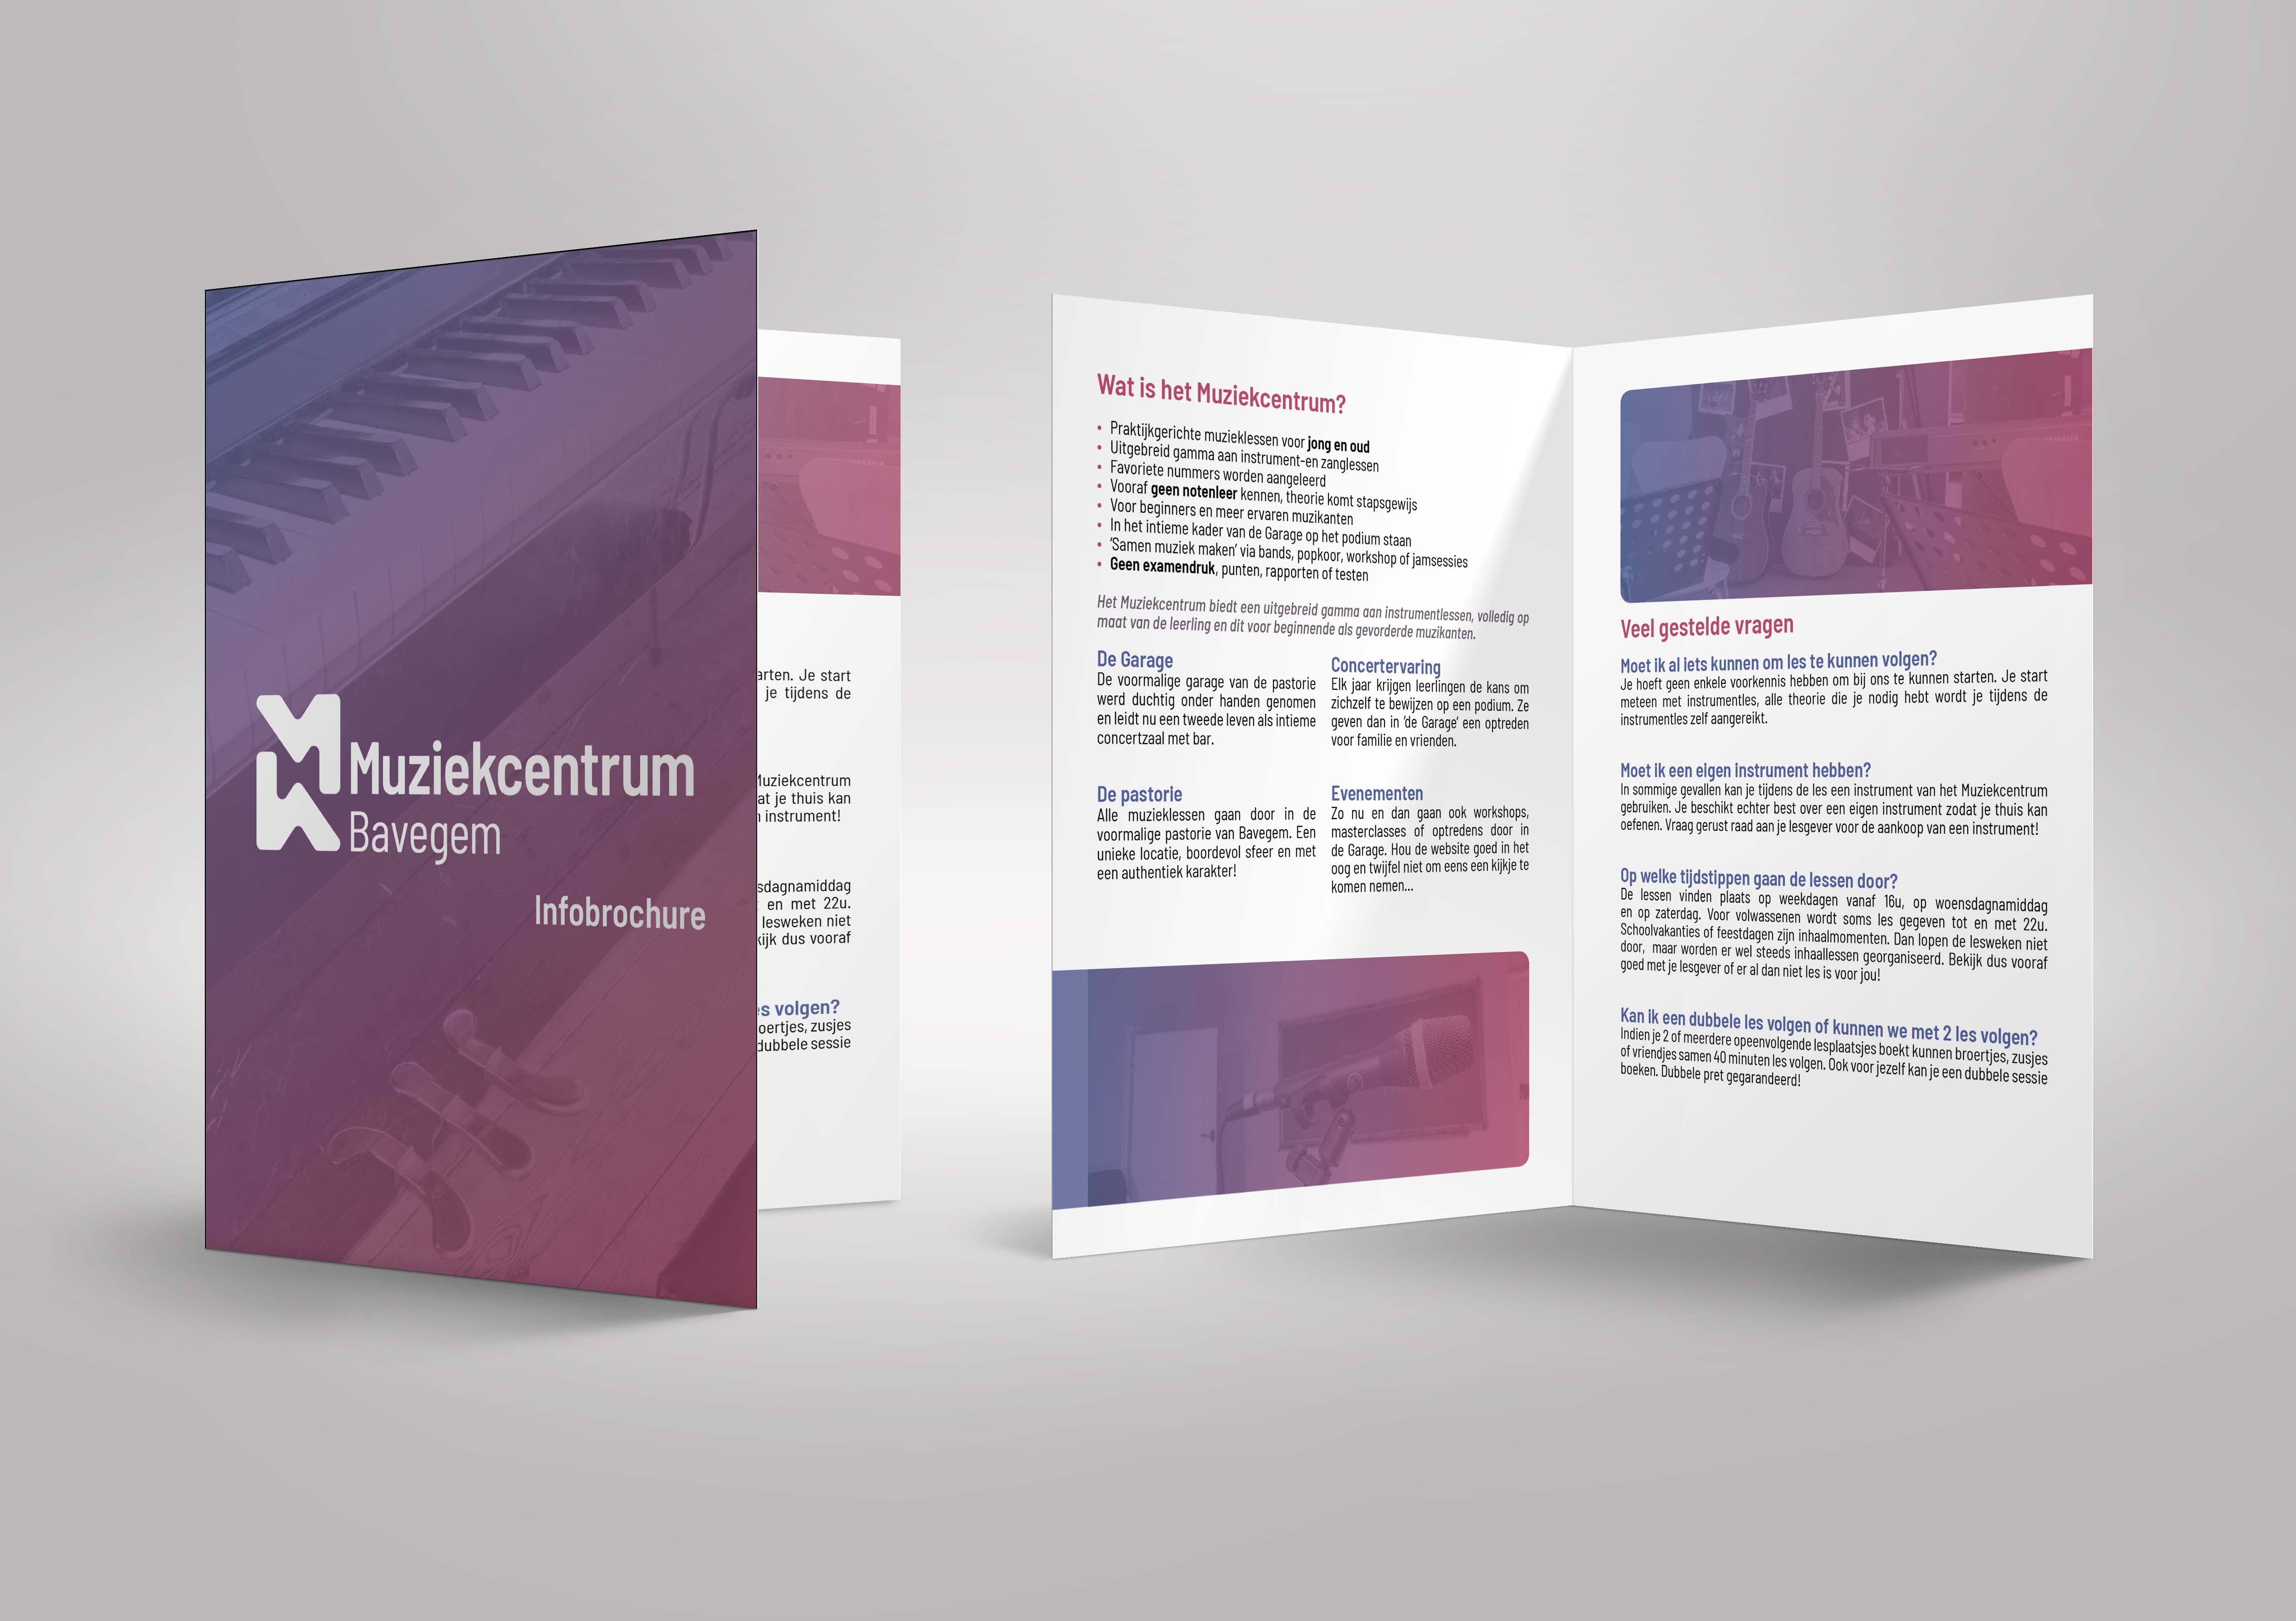 Muziekcentrum
Bavegem
Infobrochure
arten. Je start
je tijdens de
Muziekcentrum
at je thuis kan
instrument!
sdagnamiddag
en met 22u.
lesweken niet
kijk dus vooraf
es volgen?
oertjes, zusjes
dubbele sessie
Wat is het Muziekcentrum?
• Praktijkgerichte muzieklessen voor jong en oud
• Uitgebreid gamma aan instrument-en zanglessen
• Favoriete nummers worden aangeleerd
• Vooraf geen notenleer kennen, theorie komt stapsgewijs
• Voor beginners en meer ervaren muzikanten
• In het intieme kader van de Garage op het podium staan
• ‘Samen muziek maken’ via bands, popkoor, workshop of jamsessies
• Geen examendruk, punten, rapporten of testen
Het Muziekcentrum biedt een uitgebreid gamma aan instrumentlessen, volledig op
maat van de leerling en dit voor beginnende als gevorderde muzikanten.
De Garage
De voormalige garage van de pastorie
werd duchtig onder handen genomen
en leidt nu een tweede leven als intieme
concertzaal met bar.
De pastorie
Alle muzieklessen gaan door in de
voormalige pastorie van Bavegem. Een
unieke locatie, boordevol sfeer en met
een authentiek karakter!
Concertervaring
Elk jaar krijgen leerlingen de kans om
zichzelf te bewijzen op een podium. Ze
geven dan in ‘de Garage’ een optreden
voor familie en vrienden.
Evenementen
Zo nu en dan gaan ook workshops,
masterclasses of optredens door in
de Garage. Hou de website goed in het
oog en twijfel niet om eens een kijkje te
komen nemen...
Veel gestelde vragen
Moet ik al iets kunnen om les te kunnen volgen?
Je hoeft geen enkele voorkennis hebben om bij ons te kunnen starten. Je start
meteen met instrumentles, alle theorie die je nodig hebt wordt je tijdens de
instrumentles zelf aangereikt.
Moet ik een eigen instrument hebben?
In sommige gevallen kan je tijdens de les een instrument van het Muziekcentrum
gebruiken. Je beschikt echter best over een eigen instrument zodat je thuis kan
oefenen. Vraag gerust raad aan je lesgever voor de aankoop van een instrument!
Op welke tijdstippen gaan de lessen door?
De lessen vinden plaats op weekdagen vanaf 16u, op woensdagnamiddag
en op zaterdag. Voor volwassenen wordt soms les gegeven tot en met 22u.
Schoolvakanties of feestdagen zijn inhaalmomenten. Dan lopen de lesweken niet
door, maar worden er wel steeds inhaallessen georganiseerd. Bekijk dus vooraf
goed met je lesgever of er al dan niet les is voor jou!
Kan ik een dubbele les volgen of kunnen we met 2 les volgen?
Indien je 2 of meerdere opeenvolgende lesplaatsjes boekt kunnen broertjes, zusjes
of vriendjes samen 40 minuten les volgen. Ook voor jezelf kan je een dubbele sessie
boeken. Dubbele pret gegarandeerd!